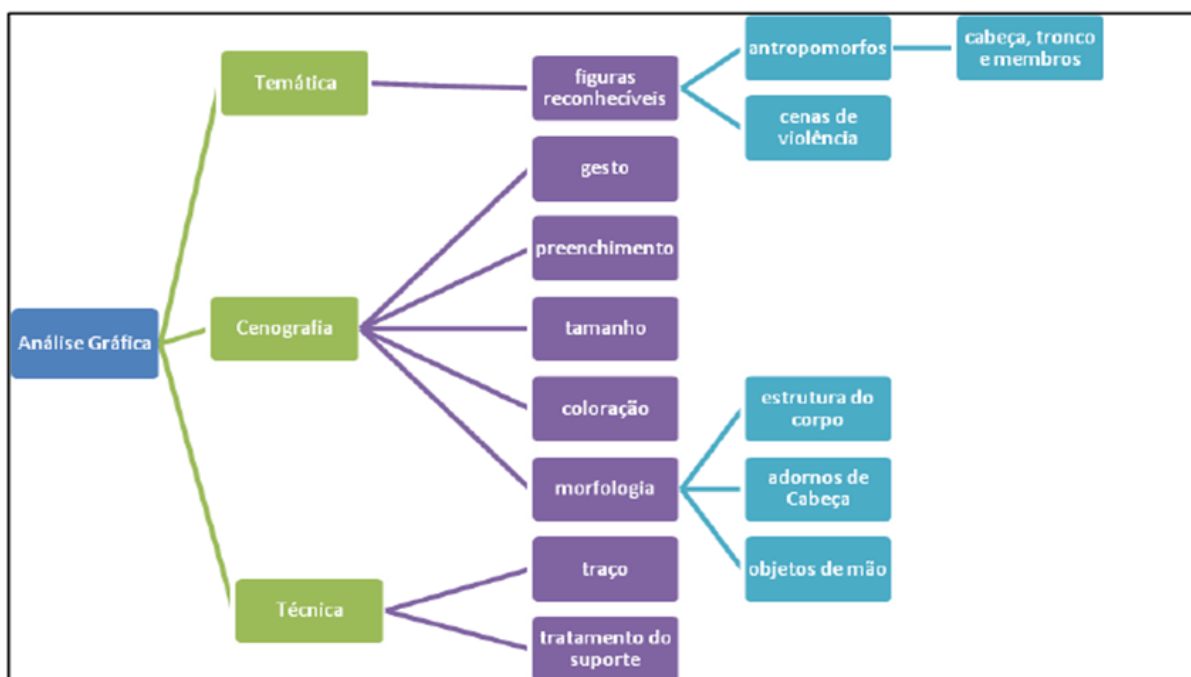 Análise Gráfica
Temática
figuras
reconhecíveis
antropomorfos
cabeça, tronco
e membros
cenas de
violência
Cenografia
gesto
preenchimento
tamanho
coloração
morfologia
estrutura do
corpo
adornos de
Cabeça
objetos de mão
Técnica
traço
tratamento do
suporte